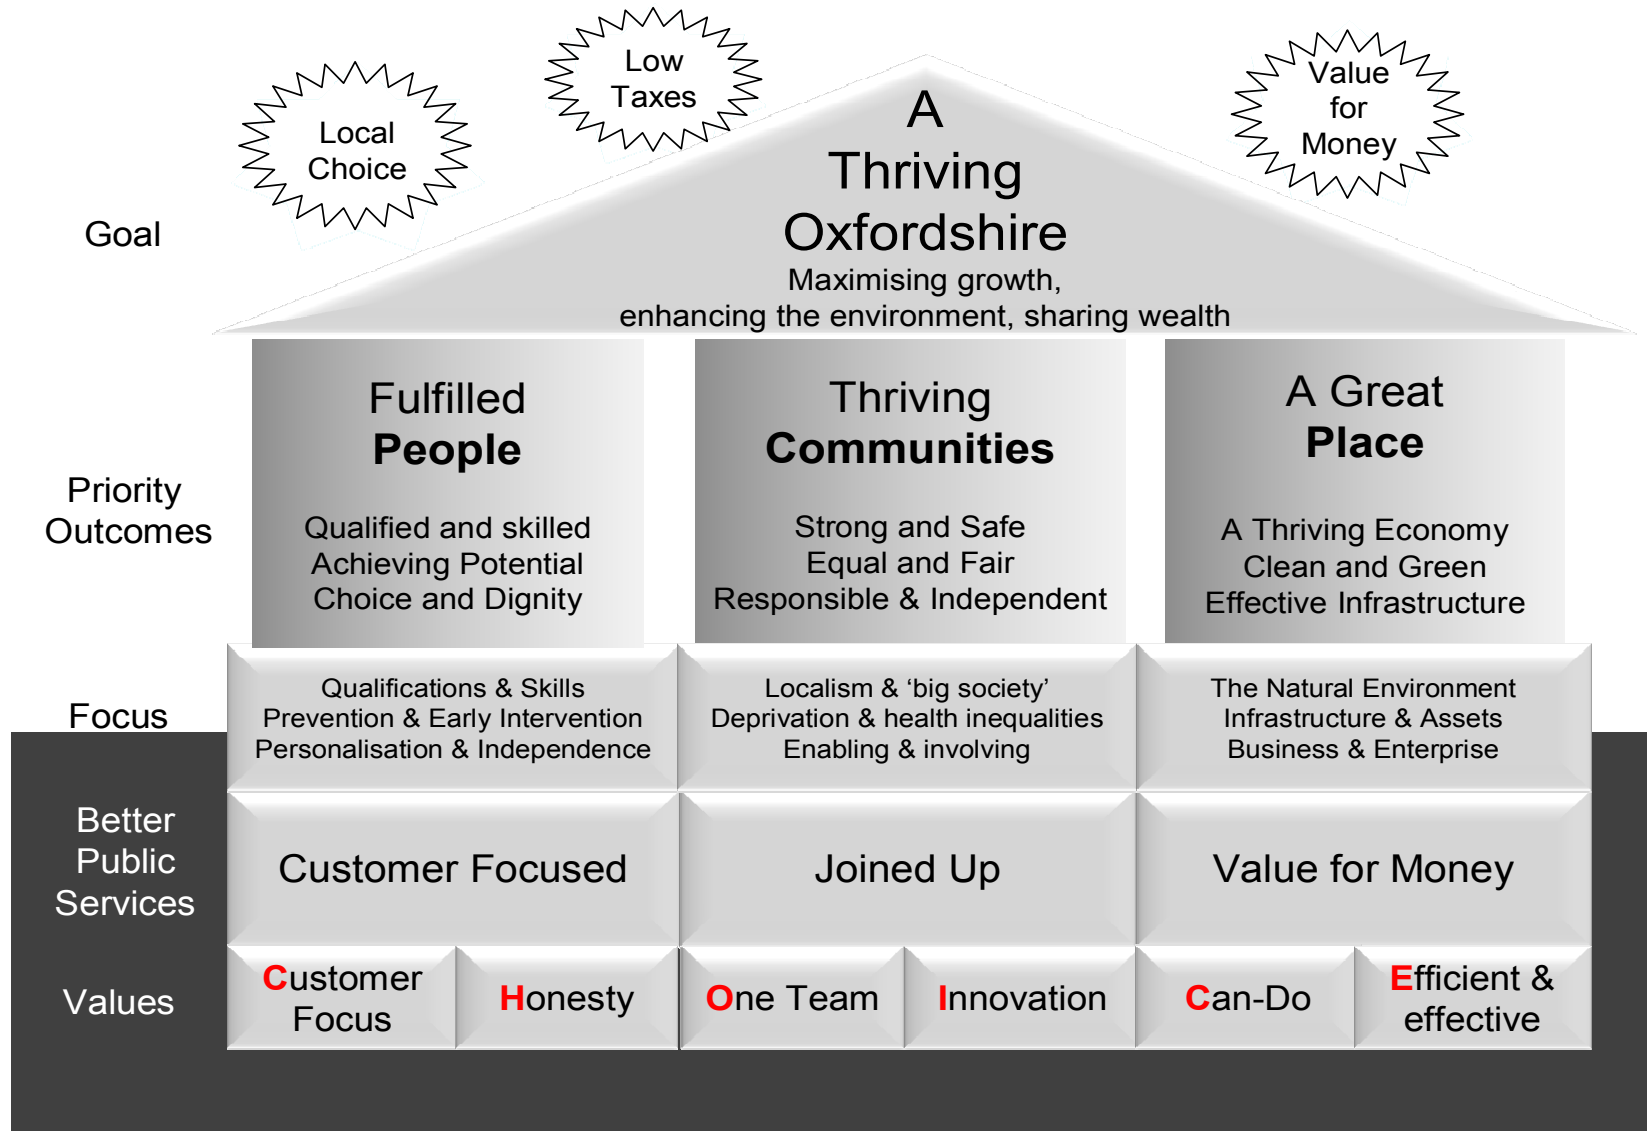 Local
Choice
Low
Taxes
Value
for
Money
Goal
A
Thriving
Oxfordshire
Maximising growth,
enhancing the environment, sharing wealth
Priority
Outcomes
Fulfilled
People
Qualified and skilled
Achieving Potential
Choice and Dignity
Thriving
Communities
Strong and Safe
Equal and Fair
Responsible & Independent
A Great
Place
A Thriving Economy
Clean and Green
Effective Infrastructure
Focus
Qualifications & Skills
Prevention & Early Intervention
Personalisation & Independence
Localism & ‘big society’
Deprivation & health inequalities
Enabling & involving
The Natural Environment
Infrastructure & Assets
Business & Enterprise
Better
Public
Services
Customer Focused
Joined Up
Value for Money
Values
Customer
Focus
Honesty
One Team
Innovation
Can-Do
Efficient &
effective